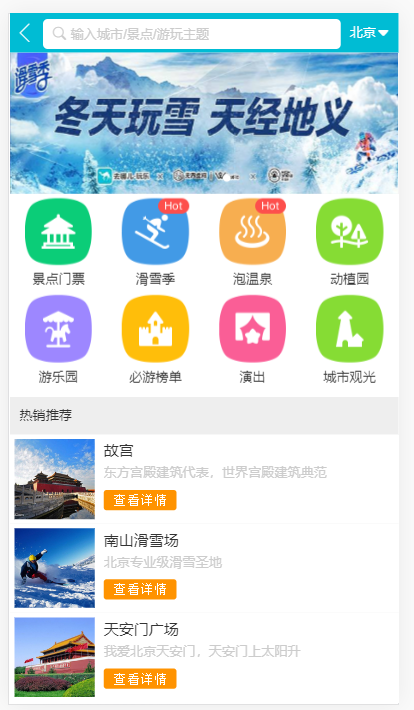 输入城市/景点/游玩主题
北京
滑雪季
冬天玩雪 天经地义
去哪儿 玩乐
Hot
Hot
景点门票
滑雪季
泡温泉
动植园
游乐园
必游榜单
演出
城市观光
热销推荐
故宫
东方宫殿建筑代表，世界宫殿建筑典范
查看详情
南山滑雪场
北京专业级滑雪圣地
查看详情
天安门广场
我爱北京天安门，天安门上太阳升
查看详情